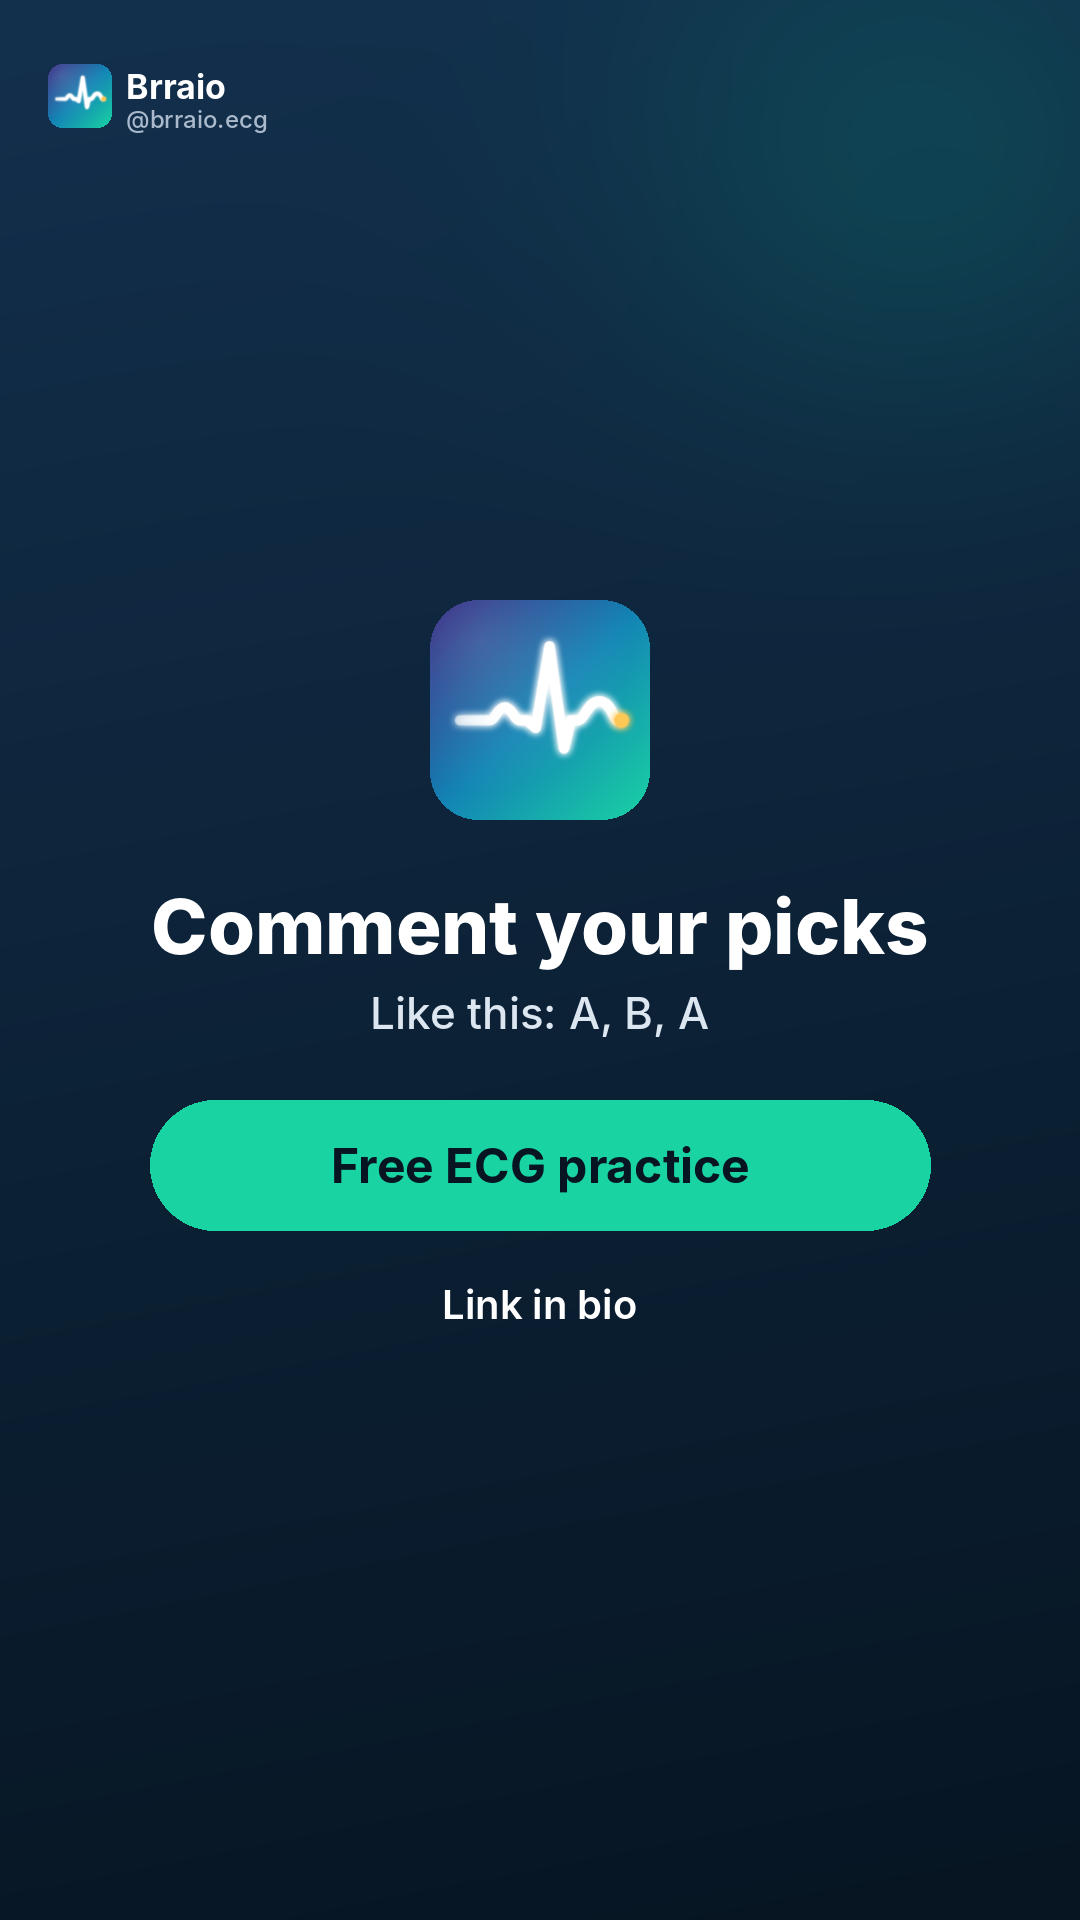 Brraio
@brraio.ecg
Comment your picks
Like this: A, B, A
Free ECG practice
Link in bio